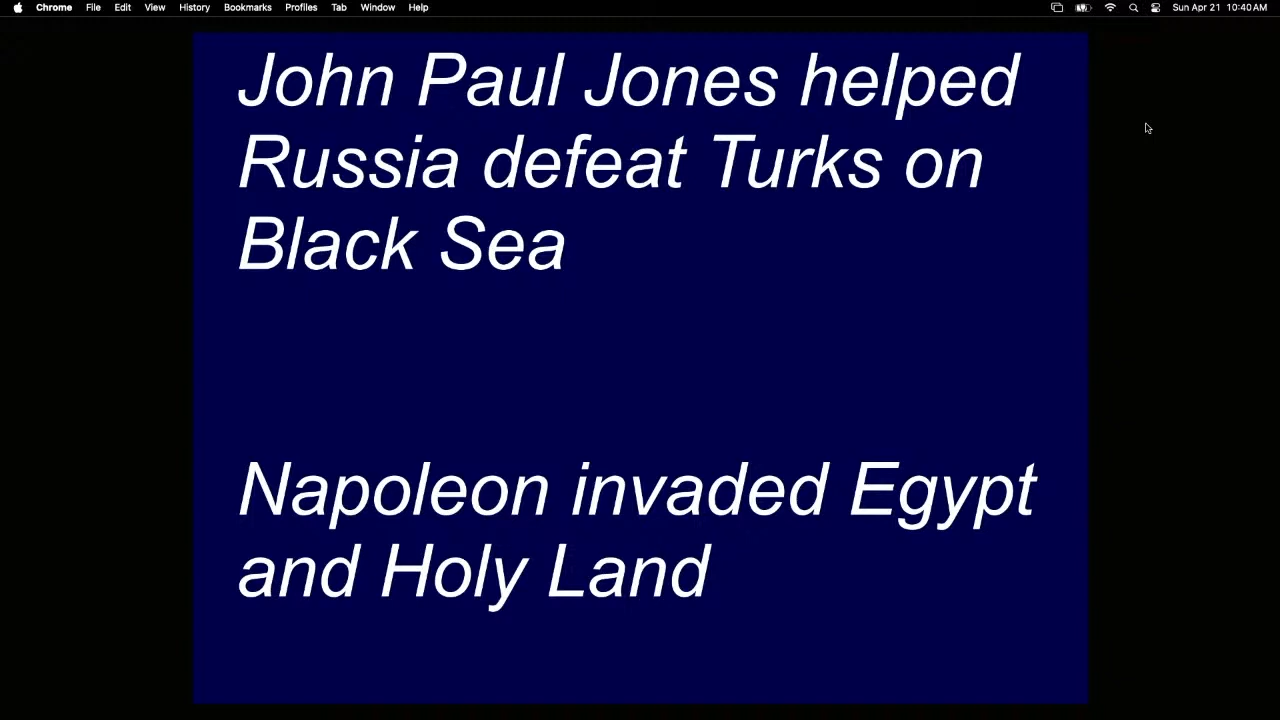 Chrome File Edit View History Bookmarks Profiles Tab Window Help Sun Apr 21 10:40 AM
John Paul Jones helped
Russia defeat Turks on
Black Sea
Napoleon invaded Egypt
and Holy Land